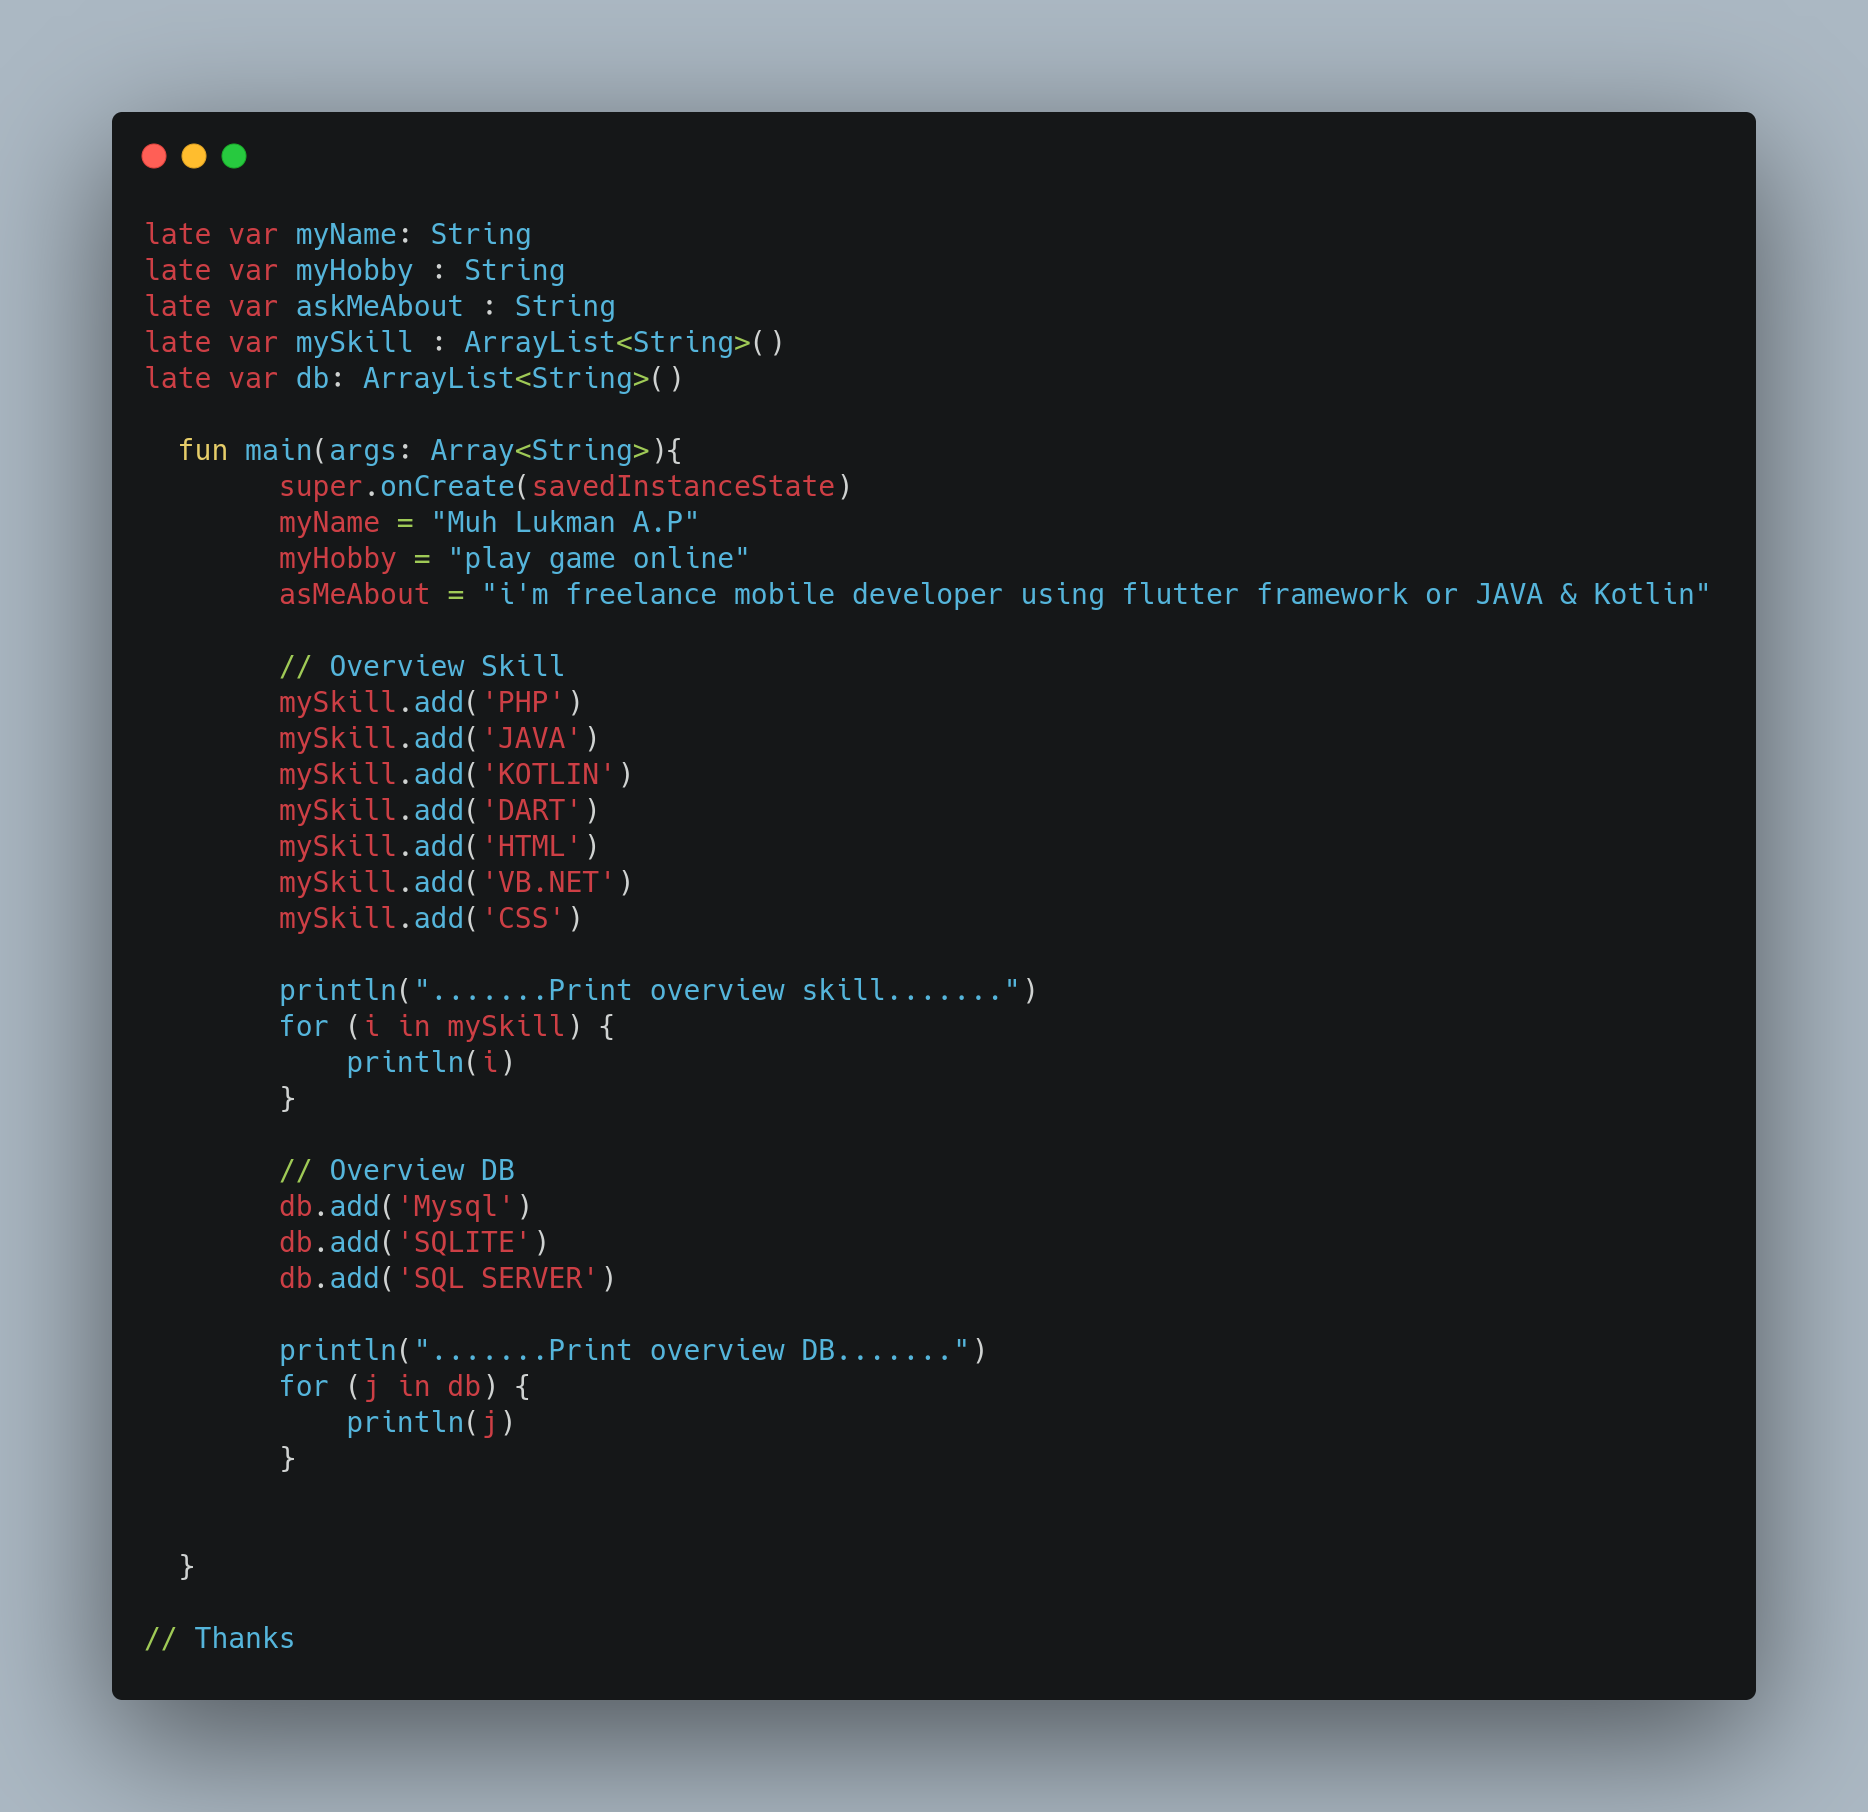 late var myName: String
late var myHobby : String
late var askMeAbout : String
late var mySkill : ArrayList<String>()
late var db: ArrayList<String>()
fun main(args: Array<String>){
super.onCreate(savedInstanceState)
myName = "Muh Lukman A.P"
myHobby = "play game online"
asMeAbout = "i'm freelance mobile developer using flutter framework or JAVA & Kotlin"
// Overview Skill
mySkill.add('PHP')
mySkill.add('JAVA')
mySkill.add('KOTLIN')
mySkill.add('DART')
mySkill.add('HTML')
mySkill.add('VB.NET')
mySkill.add('CSS')
println(".......Print overview skill.......")
for (i in mySkill) {
println(i)
}
// Overview DB
db.add('Mysql')
db.add('SQLITE')
db.add('SQL SERVER')
println(".......Print overview DB.......")
for (j in db) {
println(j)
}
}
// Thanks